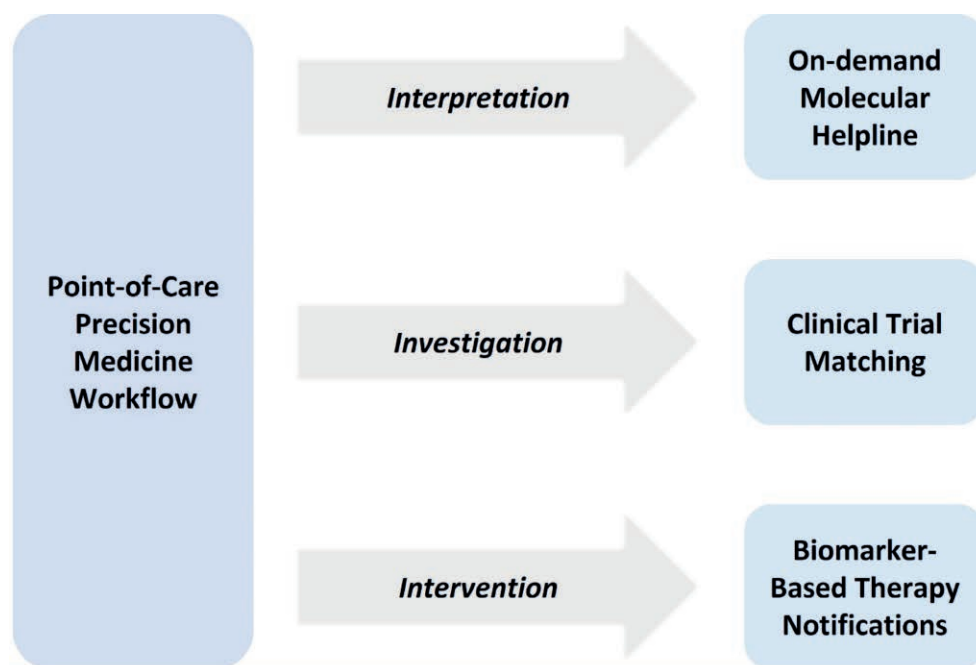 Point-of-Care
Precision
Medicine
Workflow
Interpretation
On-demand
Molecular
Helpline
Investigation
Clinical Trial
Matching
Intervention
Biomarker-
Based Therapy
Notifications